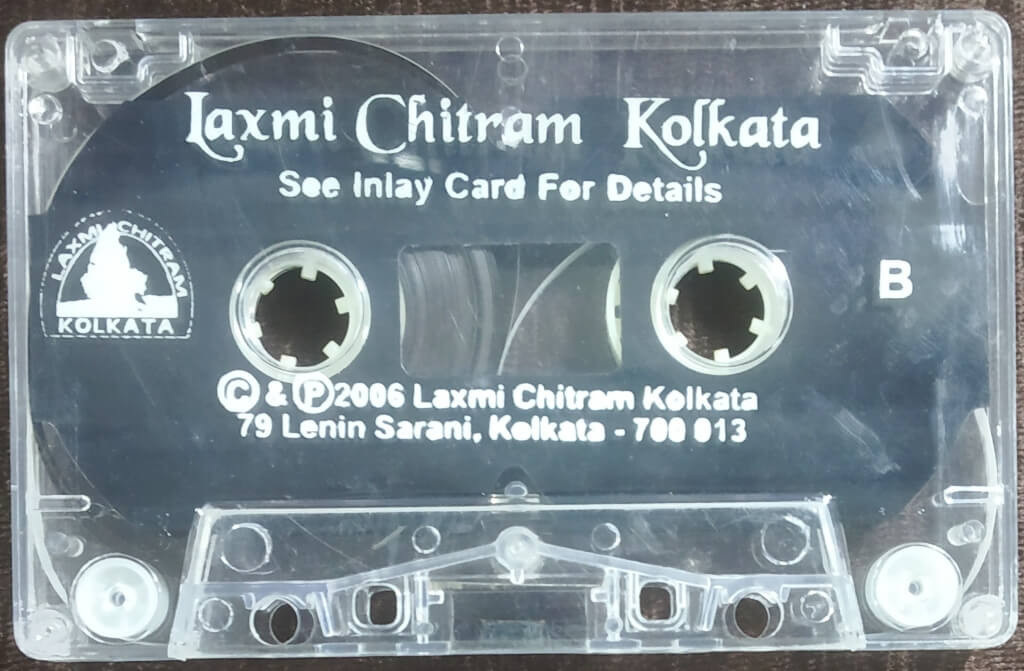 Laxmi Chitram Kolkata
See Inlay Card For Details
LAXMI CHITRAM
KOLKATA
B
© & ℗ 2006 Laxmi Chitram Kolkata
79 Lenin Sarani, Kolkata - 700 013